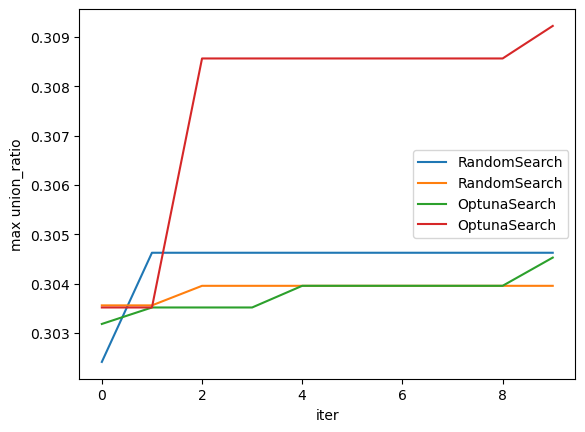 0.309
0.308
0.307
0.306
0.305
0.304
0.303
max union_ratio
RandomSearch
RandomSearch
OptunaSearch
OptunaSearch
0 2 4 6 8
iter